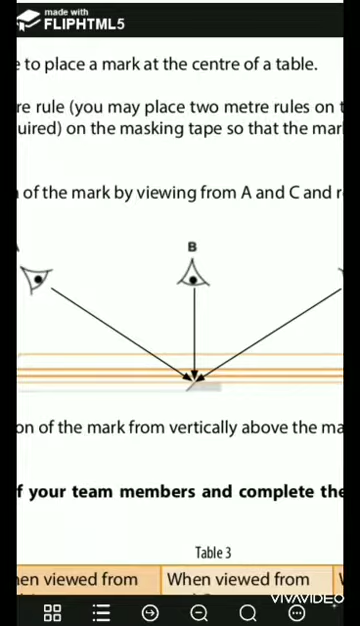 made with
FLIPHTML5
to place a mark at the centre of a table.
re rule (you may place two metre rules on
uired) on the masking tape so that the mar
of the mark by viewing from A and C and r
B
on of the mark from vertically above the ma
f your team members and complete the
Table 3
en viewed from
When viewed from
VIVAVIDEO